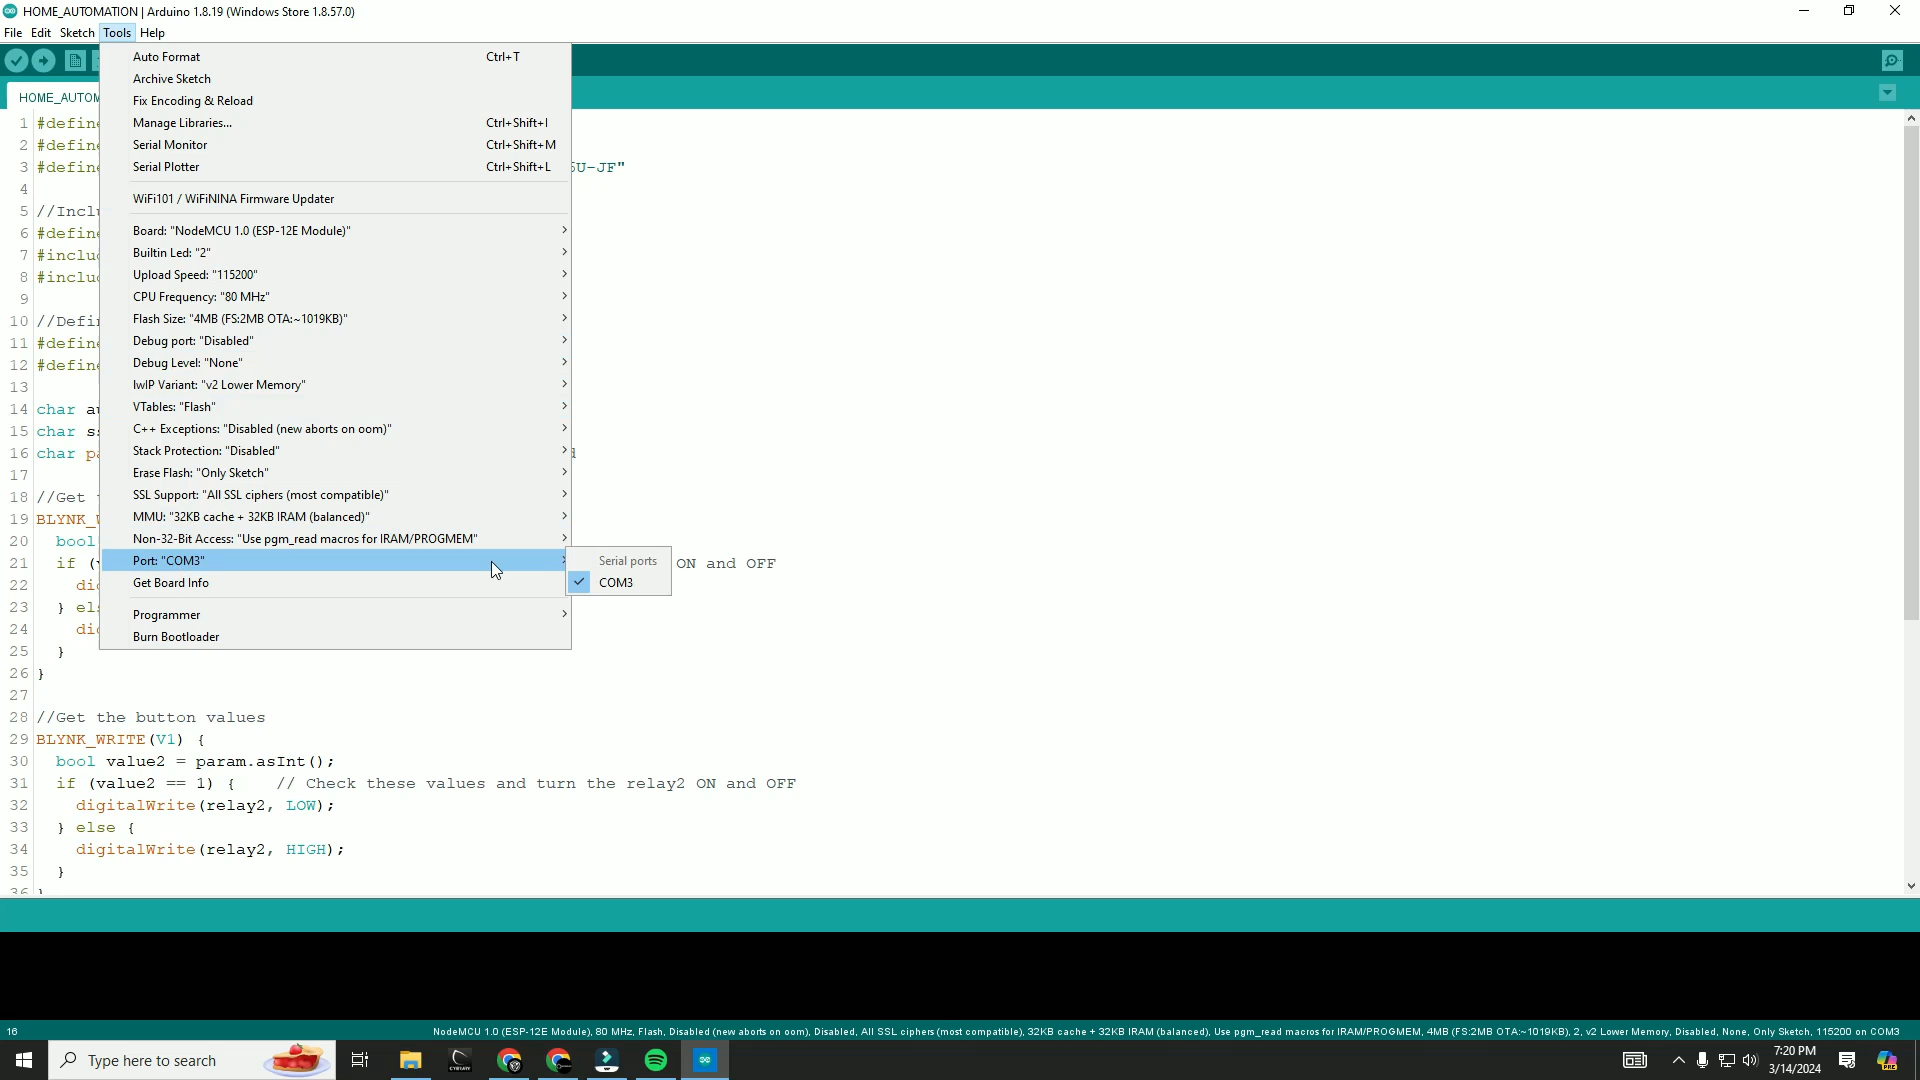 HOME_AUTOMATION | Arduino 1.8.19 (Windows Store 1.8.57.0)
File Edit Sketch Tools Help
Auto Format Ctrl+T
Archive Sketch
Fix Encoding & Reload
Manage Libraries... Ctrl+Shift+I
Serial Monitor Ctrl+Shift+M
Serial Plotter Ctrl+Shift+L
WiFi101 / WiFiNINA Firmware Updater
Board: "NodeMCU 1.0 (ESP-12E Module)"
Builtin Led: "2"
Upload Speed: "115200"
CPU Frequency: "80 MHz"
Flash Size: "4MB (FS:2MB OTA:~1019KB)"
Debug port: "Disabled"
Debug Level: "None"
lwIP Variant: "v2 Lower Memory"
VTables: "Flash"
C++ Exceptions: "Disabled (new aborts on oom)"
Stack Protection: "Disabled"
Erase Flash: "Only Sketch"
SSL Support: "All SSL ciphers (most compatible)"
MMU: "32KB cache + 32KB IRAM (balanced)"
Non-32-Bit Access: "Use pgm_read macros for IRAM/PROGMEM"
Port: "COM3"
Get Board Info
Programmer
Burn Bootloader
Serial ports
COM3
HOME_AUTOM
1 #define
2 #define
3 #define 5U-JF"
4
5 //Incl
6 #define
7 #inclu
8 #inclu
9
10 //Defi
11 #define
12 #define
13
14 char a
15 char s
16 char pa d
17
18 //Get
19 BLYNK_W
20 bool
21 if ( ON and OFF
22 di
23 } el
24 di
25 }
26 }
27
28 //Get the button values
29 BLYNK_WRITE(V1) {
30 bool value2 = param.asInt();
31 if (value2 == 1) { // Check these values and turn the relay2 ON and OFF
32 digitalWrite(relay2, LOW);
33 } else {
34 digitalWrite(relay2, HIGH);
35 }
36 }
16 NodeMCU 1.0 (ESP-12E Module), 80 MHz, Flash, Disabled (new aborts on oom), Disabled, All SSL ciphers (most compatible), 32KB cache + 32KB IRAM (balanced), Use pgm_read macros for IRAM/PROGMEM, 4MB (FS:2MB OTA:~1019KB), 2, v2 Lower Memory, Disabled, None, Only Sketch, 115200 on COM3
Type here to search
7:20 PM
3/14/2024